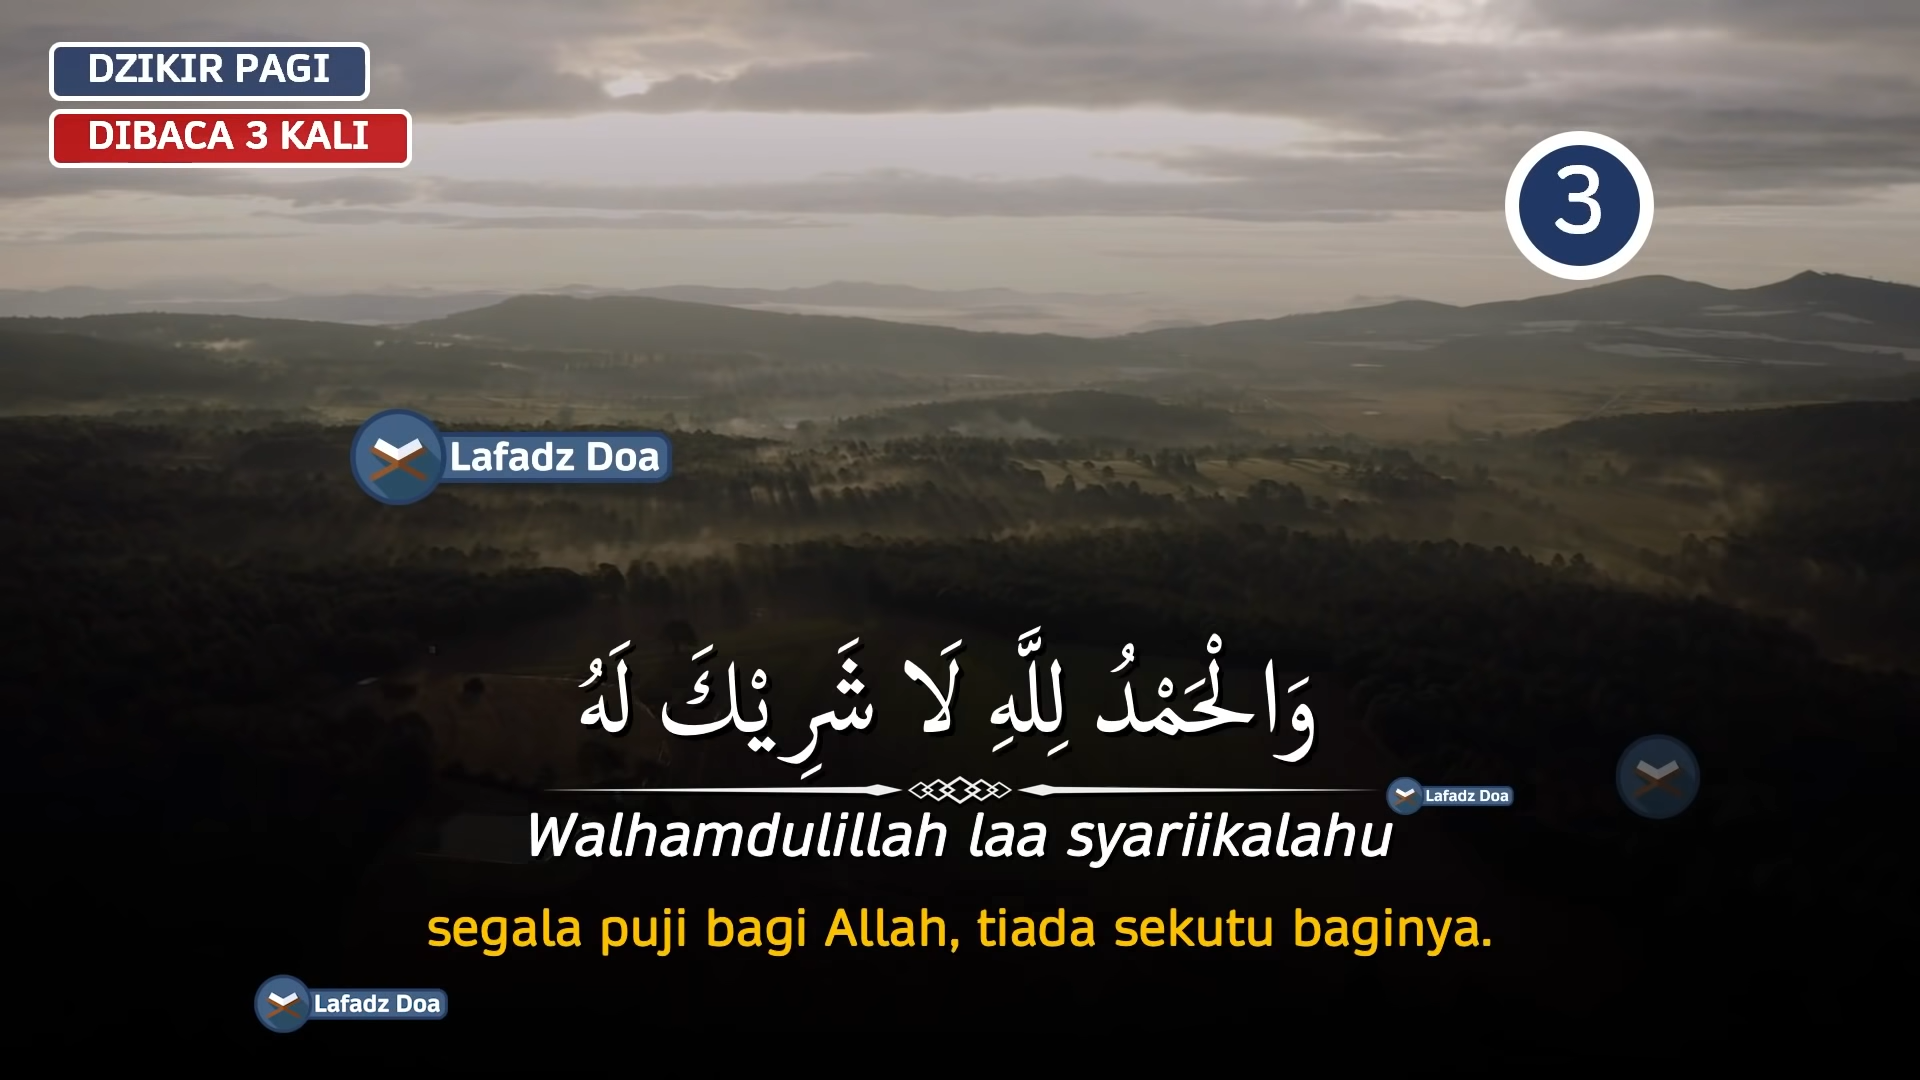 DZIKIR PAGI
DIBACA 3 KALI
3
Lafadz Doa
وَالْحَمْدُ لِلَّهِ لَا شَرِيْكَ لَهُ
Lafadz Doa
Walhamdulillah laa syariikalahu
segala puji bagi Allah, tiada sekutu baginya.
Lafadz Doa